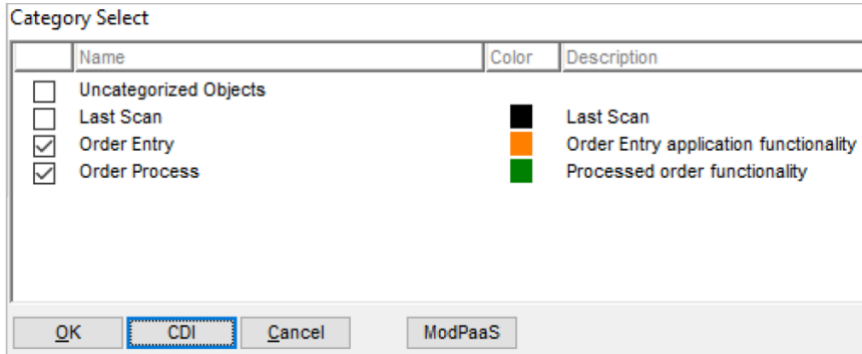 Category Select
Name Color Description
Uncategorized Objects
Last Scan Last Scan
Order Entry Order Entry application functionality
Order Process Processed order functionality
OK CDI Cancel ModPaaS